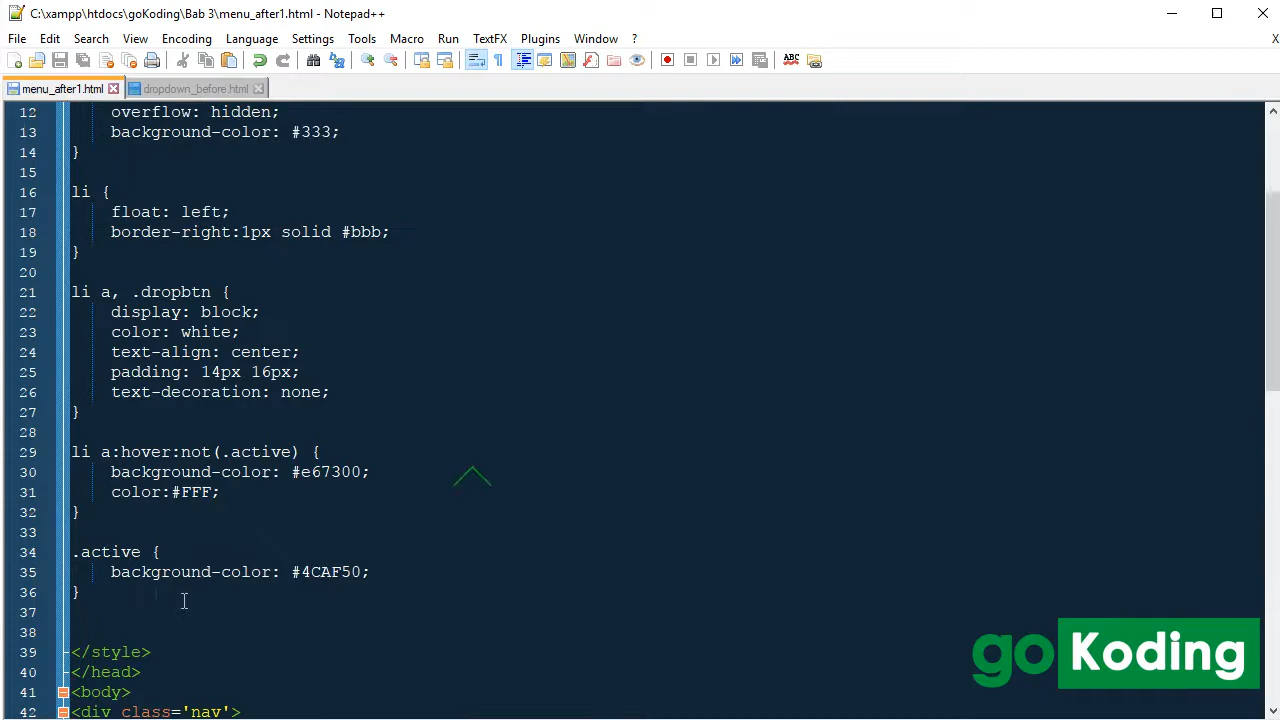 C:\xampp\htdocs\goKoding\Bab 3\menu_after1.html - Notepad++
File Edit Search View Encoding Language Settings Tools Macro Run TextFX Plugins Window ? X
menu_after1.html dropdown_before.html
12 overflow: hidden;
13 background-color: #333;
14 }
15
16 li {
17 float: left;
18 border-right:1px solid #bbb;
19 }
20
21 li a, .dropbtn {
22 display: block;
23 color: white;
24 text-align: center;
25 padding: 14px 16px;
26 text-decoration: none;
27 }
28
29 li a:hover:not(.active) {
30 background-color: #e67300;
31 color:#FFF;
32 }
33
34 .active {
35 background-color: #4CAF50;
36 }
37
38
39 </style>
40 </head>
41 <body>
42 <div class='nav'>
go Koding